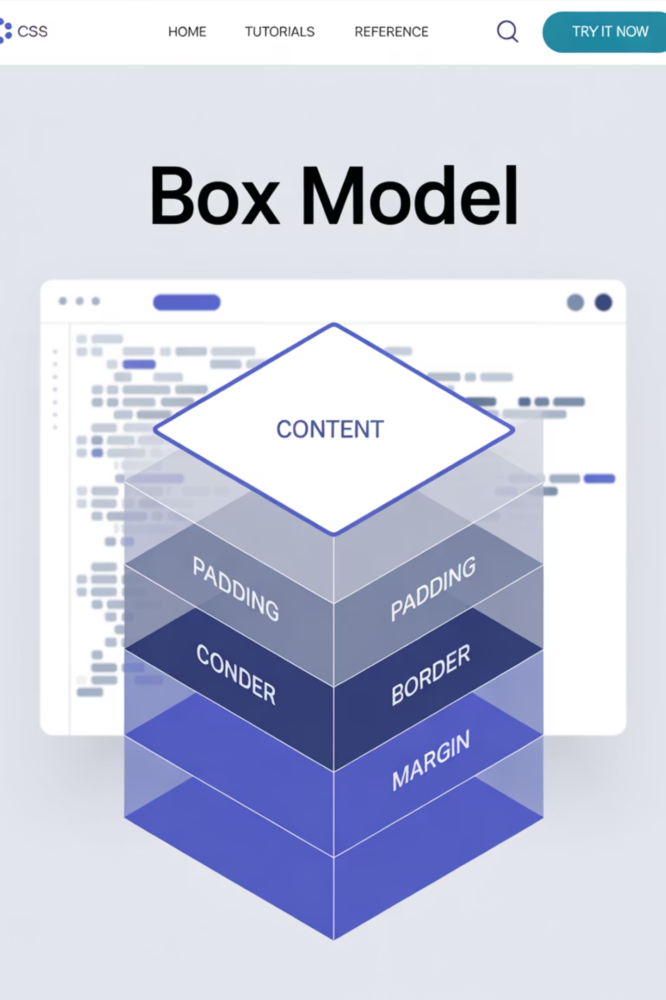 CSS
HOME
TUTORIALS
REFERENCE
TRY IT NOW
Box Model
CONTENT
PADDING
PADDING
CONDER
BORDER
MARGIN